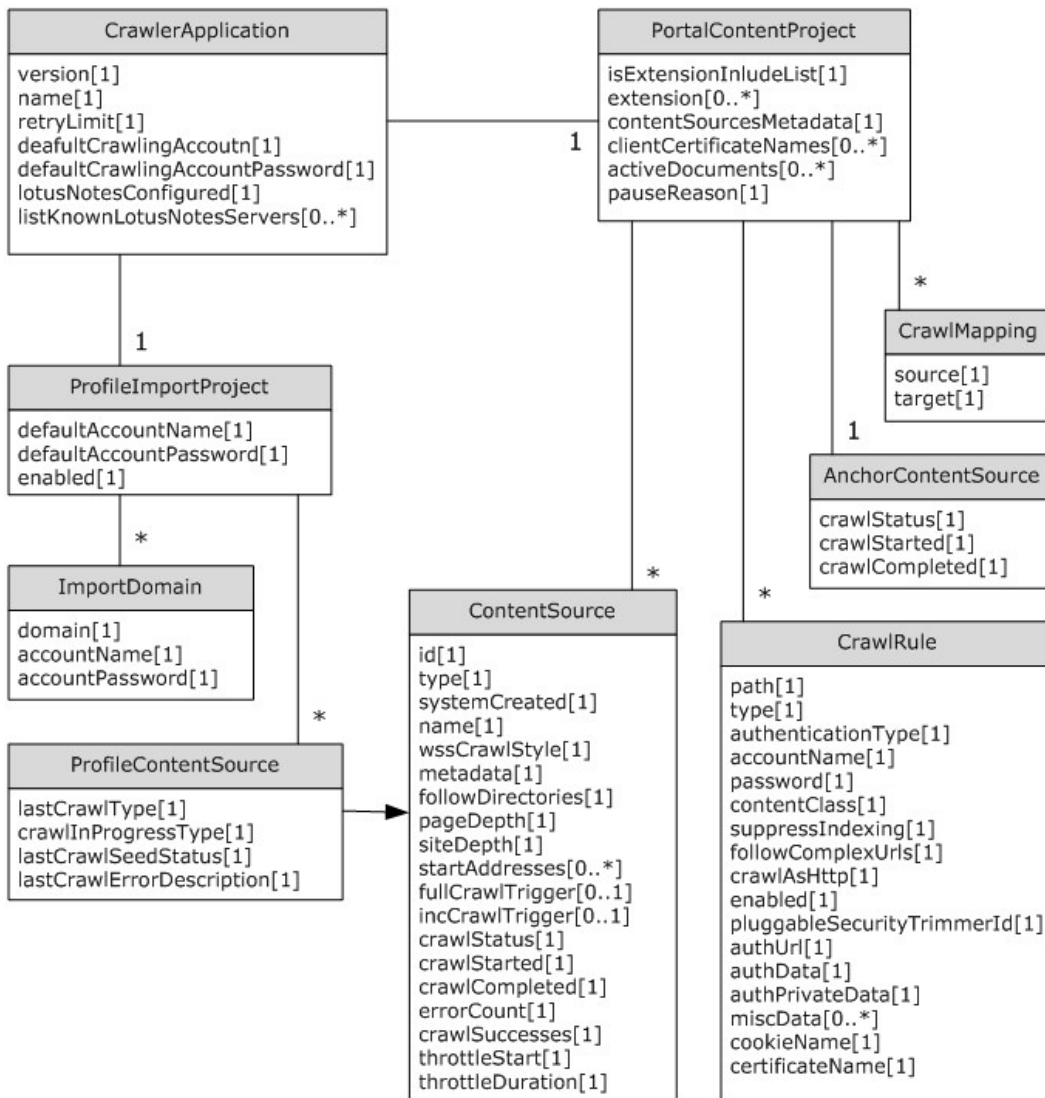 CrawlerApplication
version[1]
name[1]
retryLimit[1]
deafultCrawlingAccoutn[1]
defaultCrawlingAccountPassword[1]
lotusNotesConfigured[1]
listKnownLotusNotesServers[0..*]
PortalContentProject
isExtensionInludeList[1]
extension[0..*]
contentSourcesMetadata[1]
clientCertificateNames[0..*]
activeDocuments[0..*]
pauseReason[1]
1
1
*
CrawlMapping
source[1]
target[1]
ProfileImportProject
defaultAccountName[1]
defaultAccountPassword[1]
enabled[1]
1
AnchorContentSource
crawlStatus[1]
crawlStarted[1]
crawlCompleted[1]
*
ImportDomain
domain[1]
accountName[1]
accountPassword[1]
*
ContentSource
id[1]
type[1]
systemCreated[1]
name[1]
wssCrawlStyle[1]
metadata[1]
followDirectories[1]
pageDepth[1]
siteDepth[1]
startAddresses[0..*]
fullCrawlTrigger[0..1]
incCrawlTrigger[0..1]
crawlStatus[1]
crawlStarted[1]
crawlCompleted[1]
errorCount[1]
crawlSuccesses[1]
throttleStart[1]
throttleDuration[1]
*
CrawlRule
path[1]
type[1]
authenticationType[1]
accountName[1]
password[1]
contentClass[1]
suppressIndexing[1]
followComplexUrls[1]
crawlAsHttp[1]
enabled[1]
pluggableSecurityTrimmerId[1]
authUrl[1]
authData[1]
authPrivateData[1]
miscData[0..*]
cookieName[1]
certificateName[1]
*
ProfileContentSource
lastCrawlType[1]
crawlInProgressType[1]
lastCrawlSeedStatus[1]
lastCrawlErrorDescription[1]